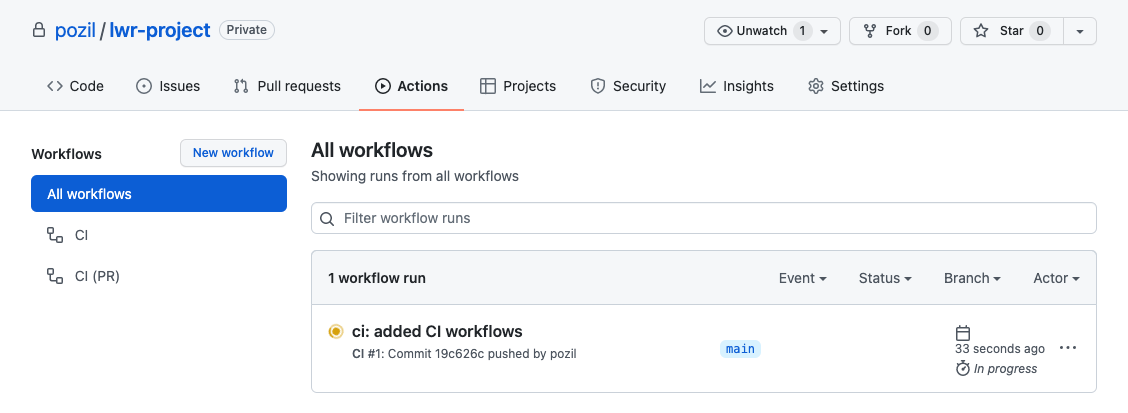 pozil / lwr-project Private Unwatch 1 Fork 0 Star 0
Code Issues Pull requests Actions Projects Security Insights Settings
Workflows New workflow
All workflows
CI
CI (PR)
All workflows
Showing runs from all workflows
Filter workflow runs
1 workflow run Event Status Branch Actor
ci: added CI workflows
CI #1: Commit 19c626c pushed by pozil
main
33 seconds ago
In progress